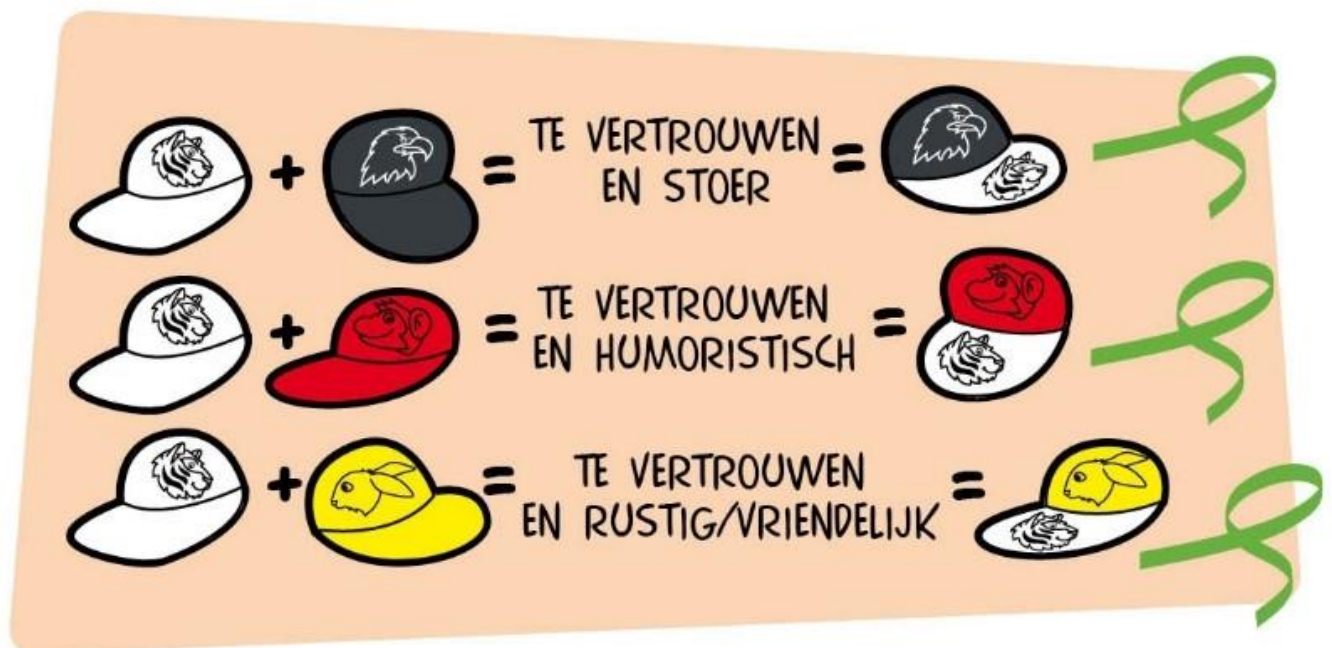 + = TE VERTROUWEN =
EN STOER
+ = TE VERTROUWEN =
EN HUMORISTISCH
+ = TE VERTROUWEN =
EN RUSTIG/VRIENDELIJK